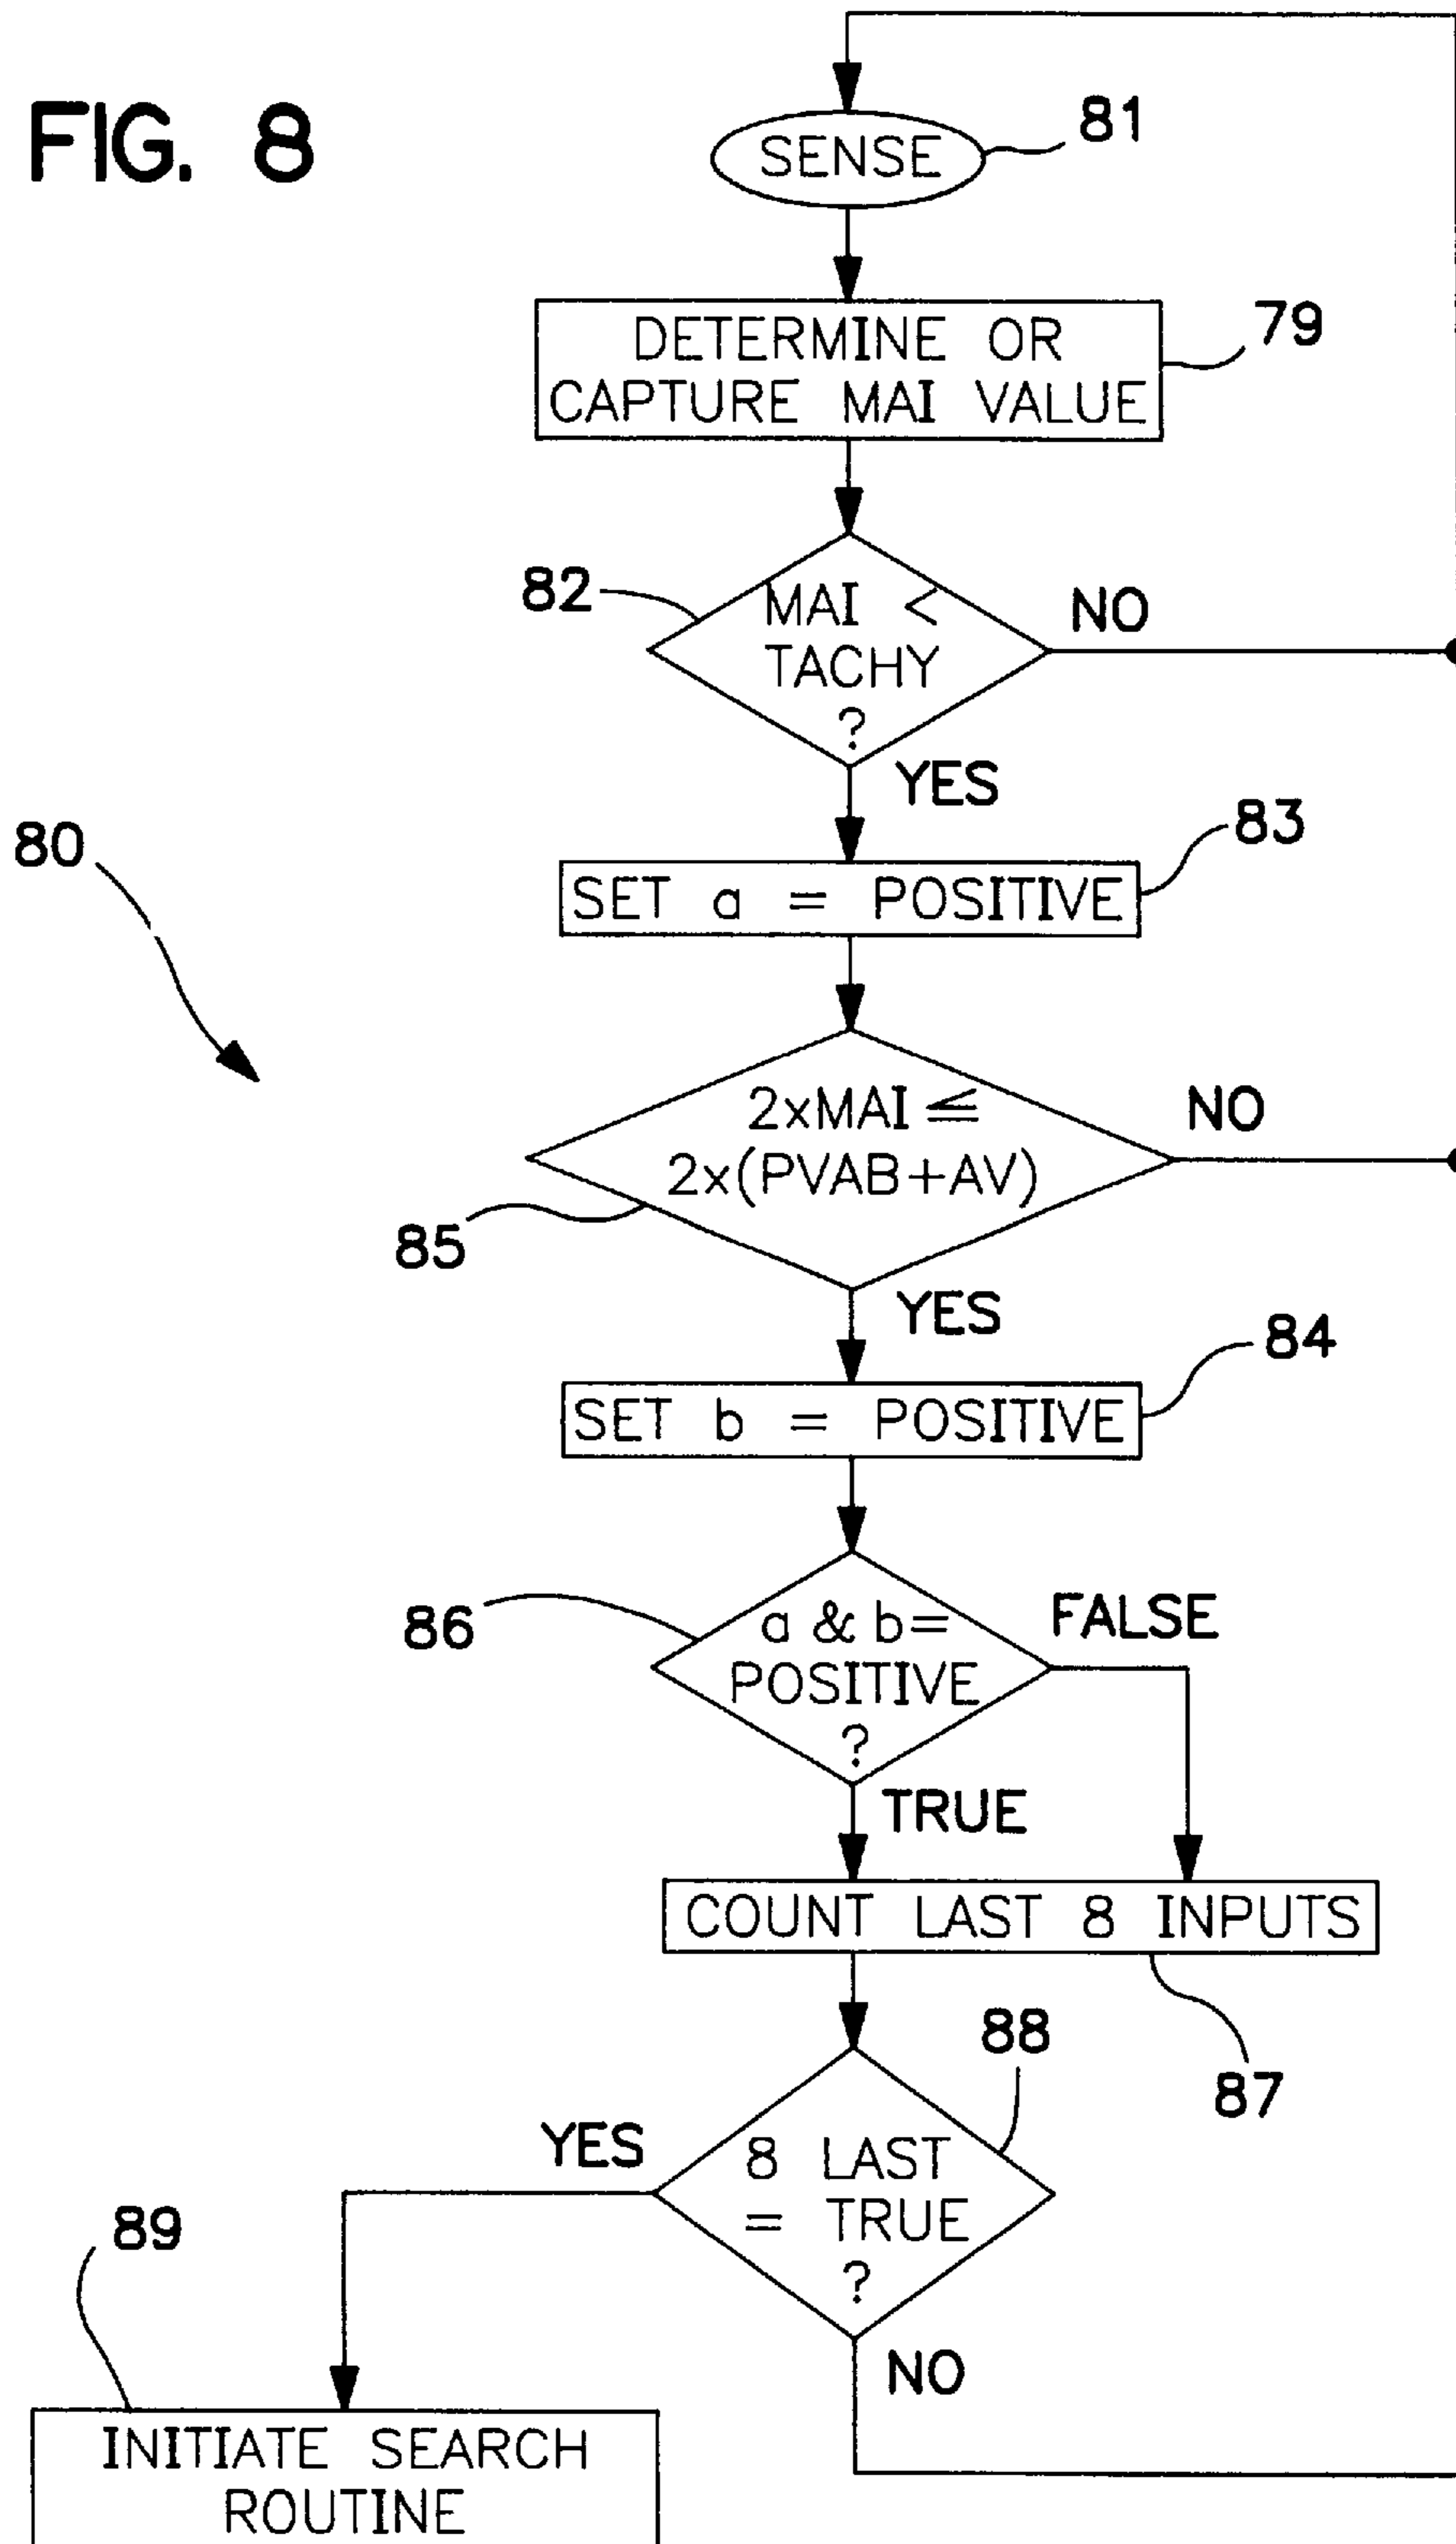 FIG. 8
SENSE
81
DETERMINE OR
CAPTURE MAI VALUE
79
82
MAI <
TACHY
?
NO
YES
80
SET a = POSITIVE
83
2xMAI ≦
2x(PVAB+AV)
NO
85
YES
SET b = POSITIVE
84
86
a & b=
POSITIVE
?
FALSE
TRUE
COUNT LAST 8 INPUTS
87
88
YES
8 LAST
= TRUE
?
NO
89
INITIATE SEARCH
ROUTINE